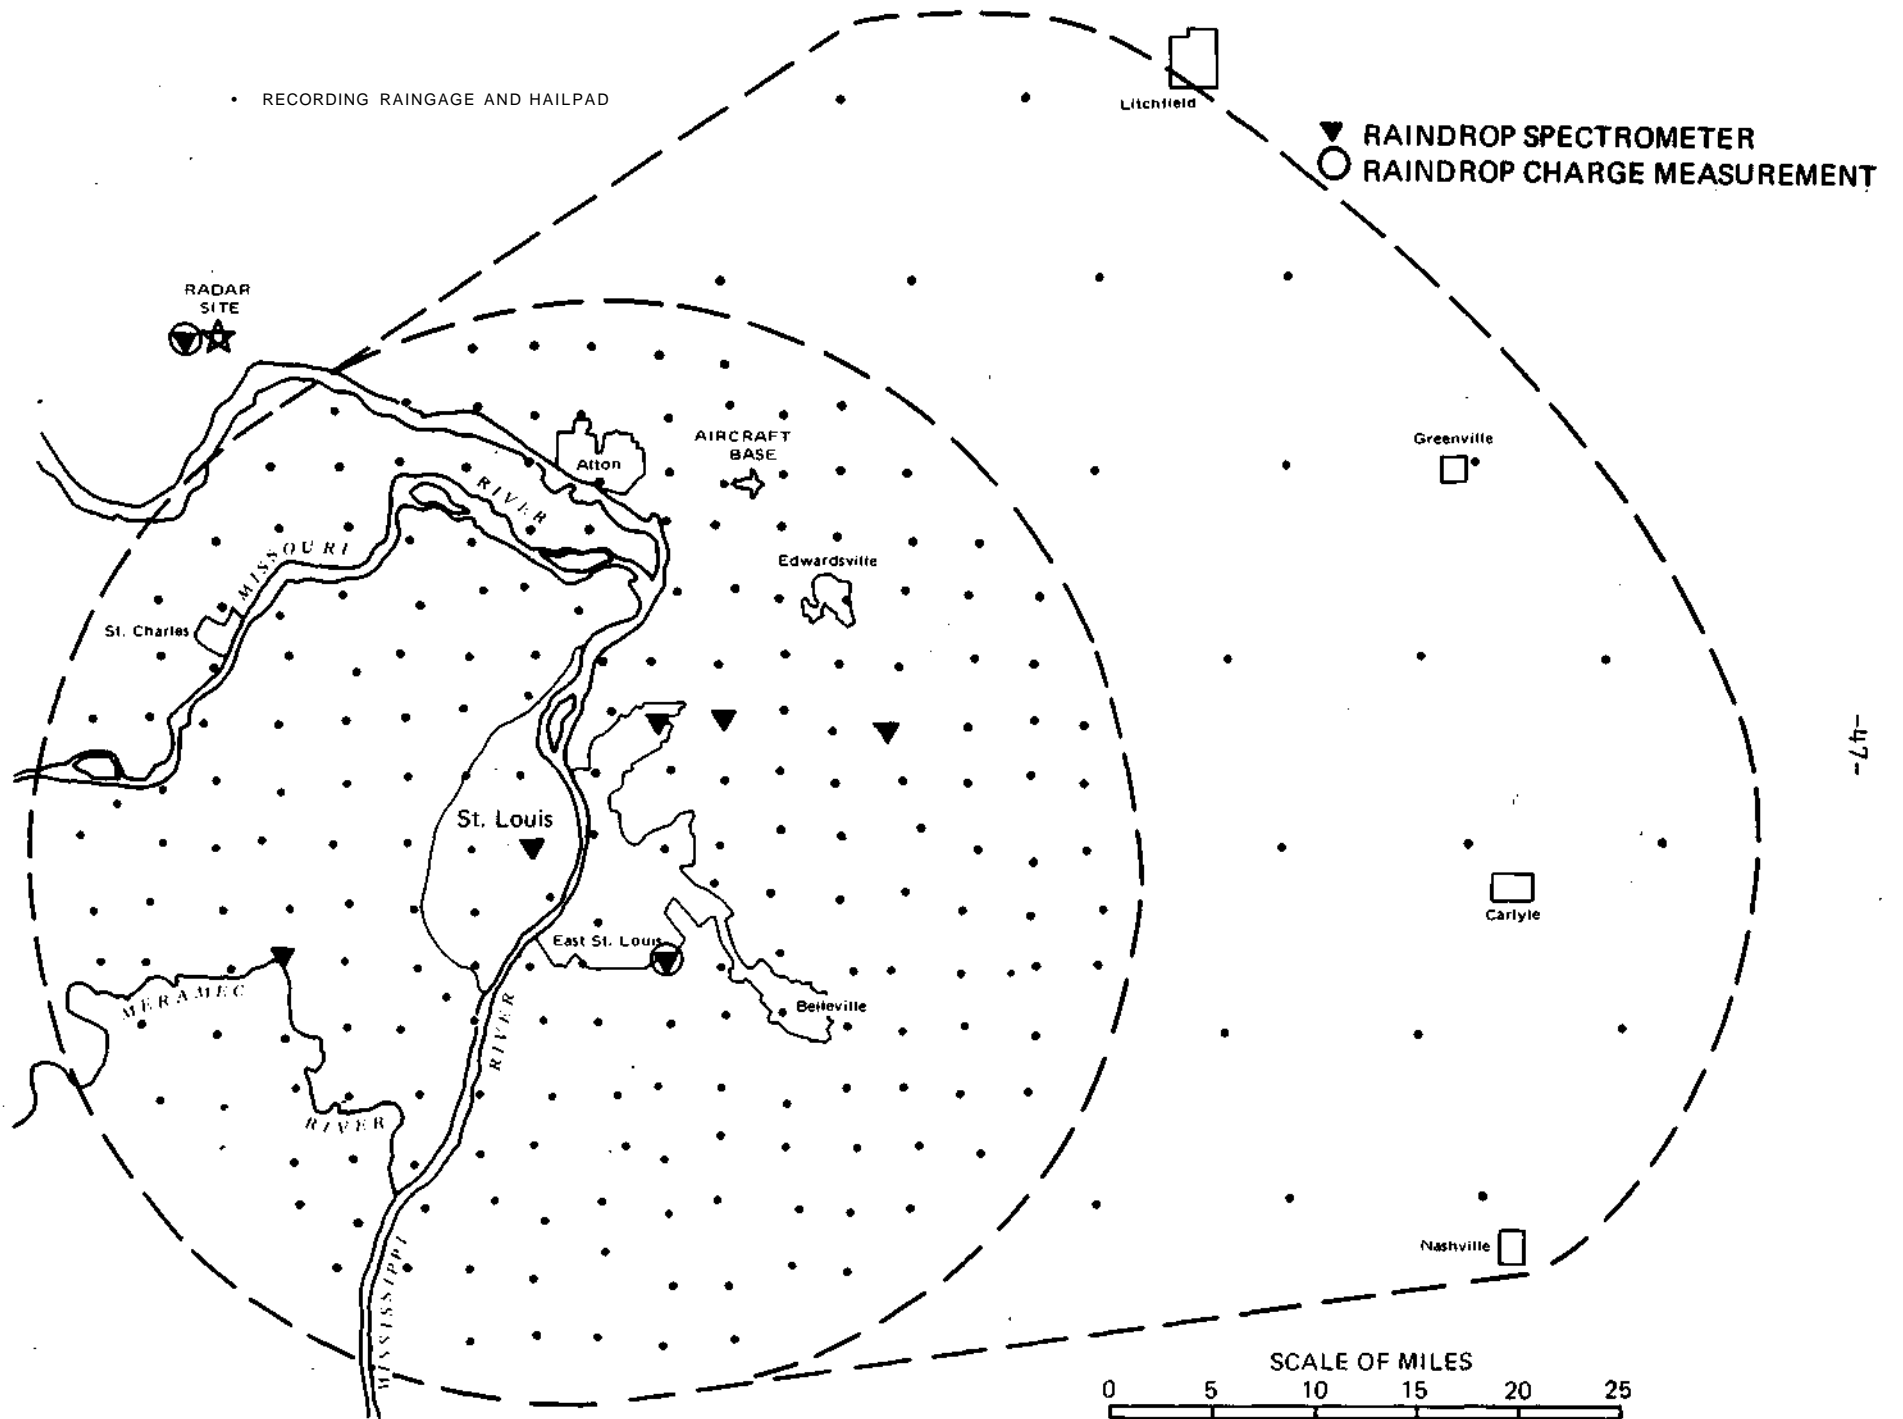 • RECORDING RAINGAGE AND HAILPAD
Litchfield
▼ RAINDROP SPECTROMETER
○ RAINDROP CHARGE MEASUREMENT
RADAR
SITE
AIRCRAFT
BASE
Alton
Greenville
RIVER
MISSOURI
Edwardsville
St. Charles
-47-
St. Louis
Carlyle
East St. Louis
MERAMEC
Belleville
RIVER
RIVER
MISSISSIPPI
Nashville
SCALE OF MILES
0 5 10 15 20 25